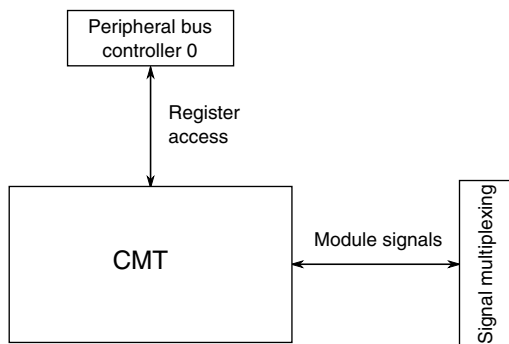 Peripheral bus
controller 0
Register
access
CMT
Module signals
Signal multiplexing